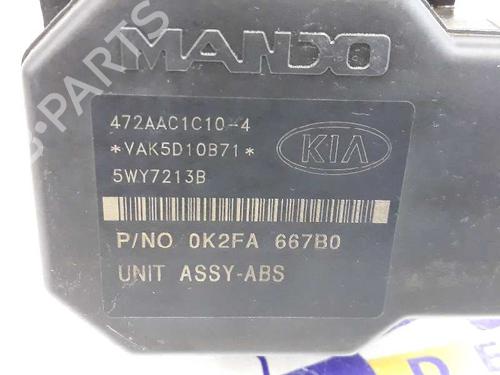 MANDO
472AAC1C10-4
*VAK5D10B71*
KIA
5WY7213B
P/NO 0K2FA 667B0
UNIT ASSY-ABS